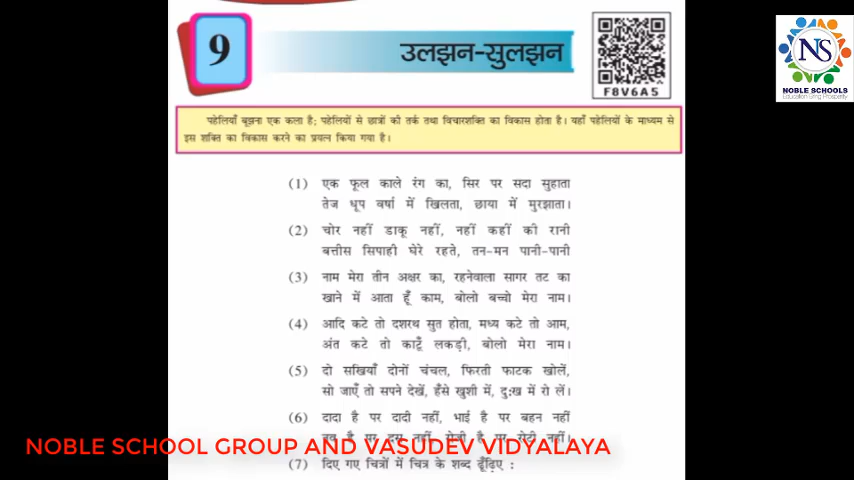 9
उलझन-सुलझन
F8V6A5
NS
NOBLE SCHOOLS
पहेलियाँ बूझना एक कला है; पहेलियों से छात्रों की तर्क तथा विचारशक्ति का विकास होता है। यहाँ पहेलियों के माध्यम से
इस शक्ति का विकास करने का प्रयत्न किया गया है।
(1) एक फूल काले रंग का, सिर पर सदा सुहाता
तेज धूप वर्षा में खिलता, छाया में मुरझाता।
(2) चोर नहीं डाकू नहीं, नहीं कहीं की रानी
बत्तीस सिपाही घेरे रहते, तन-मन पानी-पानी
(3) नाम मेरा तीन अक्षर का, रहनेवाला सागर तट का
खाने में आता हूँ काम, बोलो बच्चो मेरा नाम।
(4) आदि कटे तो दशरथ सुत होता, मध्य कटे तो आम,
अंत कटे तो काटूँ लकड़ी, बोलो मेरा नाम।
(5) दो सखियाँ दोनों चंचल, फिरती फाटक खोलें,
सो जाएँ तो सपने देखें, हँसे खुशी में, दुःख में रो लें।
(6) दादा है पर दादी नहीं, भाई है पर बहन नहीं
है पर नहीं, है पर रोटी नहीं।
NOBLE SCHOOL GROUP AND VASUDEV VIDYALAYA
(7) दिए गए चित्रों में चित्र के शब्द ढूँढ़िए :